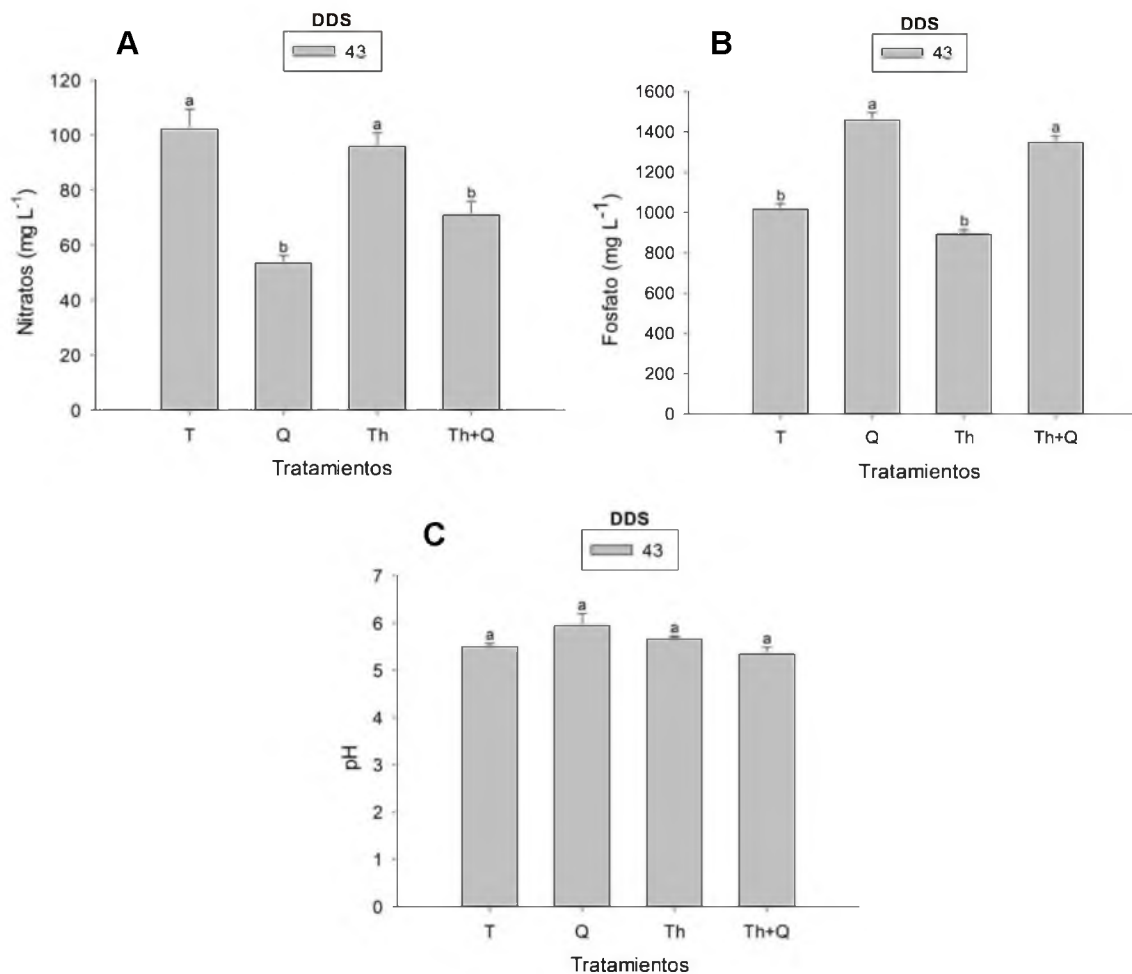 A
DDS
43
Nitratos (mg L-1)
120
100
80
60
40
20
0
a
b
a
b
T Q Th Th+Q
Tratamientos
B
DDS
43
Fosfato (mg L-1)
1600
1400
1200
1000
800
600
400
200
0
b
a
b
a
T Q Th Th+Q
Tratamientos
C
DDS
43
pH
7
6
5
4
3
2
1
0
a
a
a
a
T Q Th Th+Q
Tratamientos